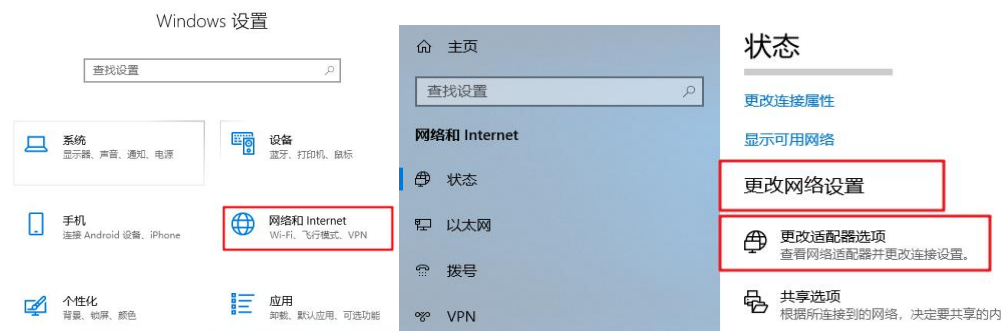 Windows 设置
查找设置
系统
显示器、声音、通知、电源
设备
蓝牙、打印机、鼠标
手机
连接 Android 设备、iPhone
网络和 Internet
Wi-Fi、飞行模式、VPN
个性化
背景、锁屏、颜色
应用
卸载、默认应用、可选功能
主页
查找设置
网络和 Internet
状态
以太网
拨号
VPN
状态
更改连接属性
显示可用网络
更改网络设置
更改适配器选项
查看网络适配器并更改连接设置。
共享选项
根据所连接到的网络，决定要共享的内